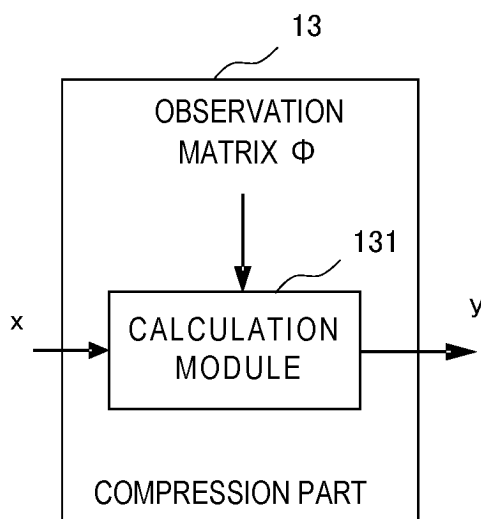 13
OBSERVATION
MATRIX Φ
131
x
y
CALCULATION
MODULE
COMPRESSION PART